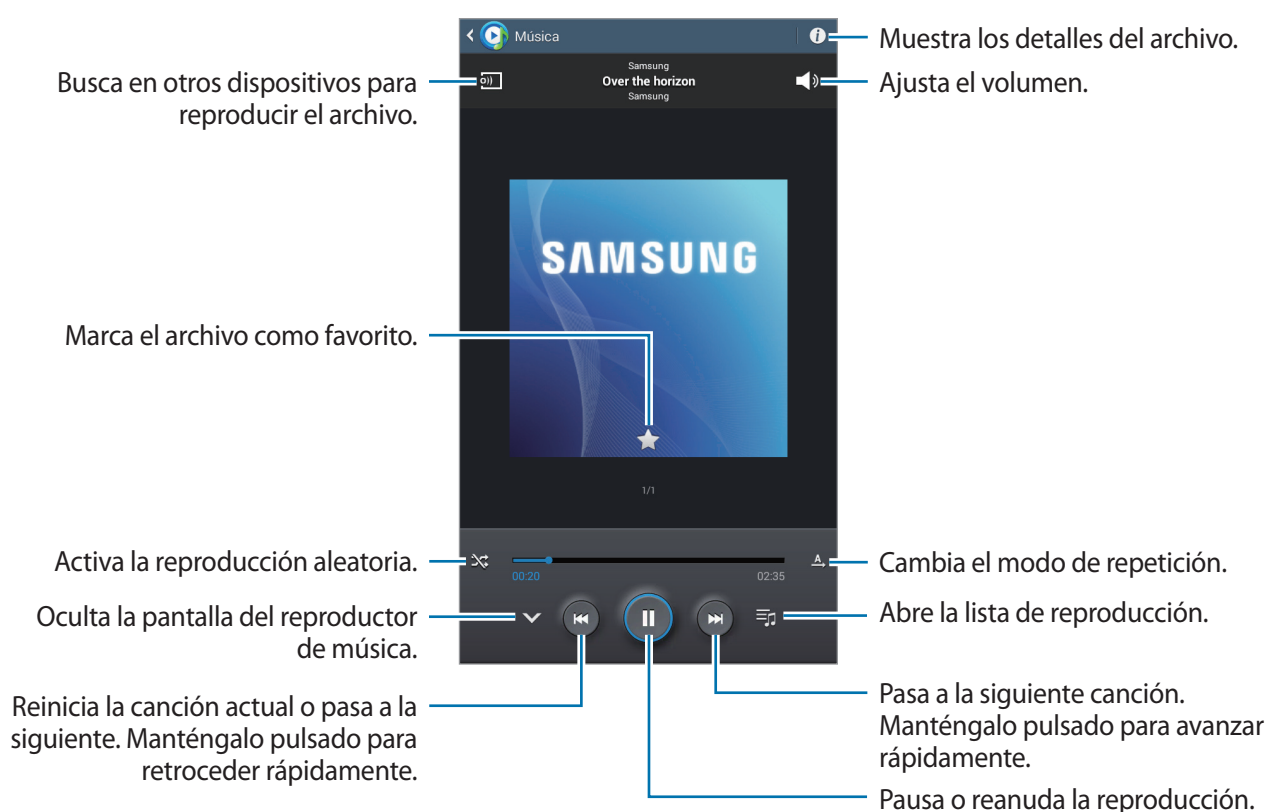 Música
Muestra los detalles del archivo.
Samsung
Over the horizon
Samsung
Busca en otros dispositivos para
reproducir el archivo.
Ajusta el volumen.
SAMSUNG
Marca el archivo como favorito.
1/1
Activa la reproducción aleatoria.
00:20
02:35
A
Cambia el modo de repetición.
Oculta la pantalla del reproductor
de música.
Abre la lista de reproducción.
Reinicia la canción actual o pasa a la
siguiente. Manténgalo pulsado para
retroceder rápidamente.
Pasa a la siguiente canción.
Manténgalo pulsado para avanzar
rápidamente.
Pausa o reanuda la reproducción.